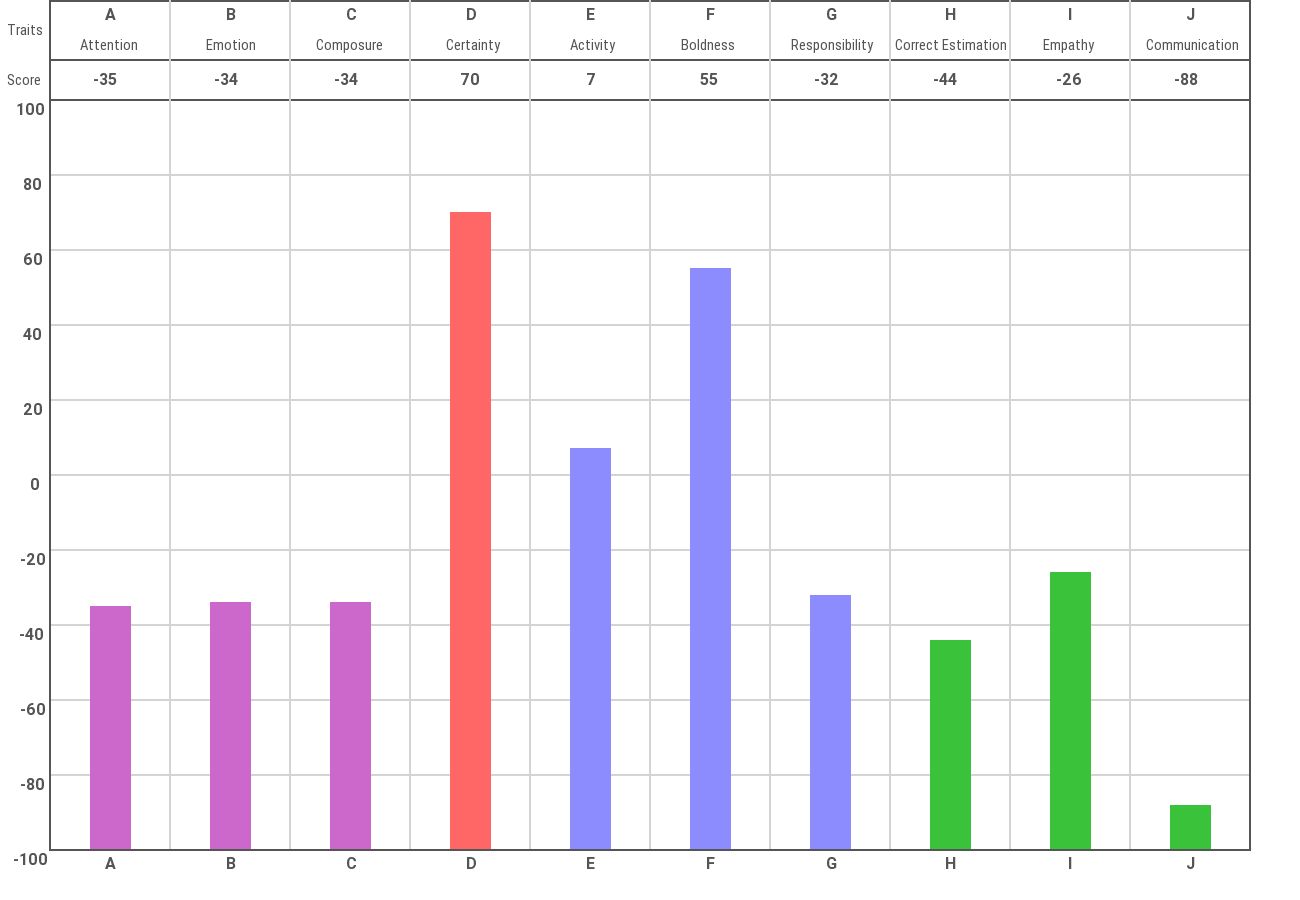 Traits A B C D E F G H I J
Attention Emotion Composure Certainty Activity Boldness Responsibility Correct Estimation Empathy Communication
Score -35 -34 -34 70 7 55 -32 -44 -26 -88
100
80
60
40
20
0
-20
-40
-60
-80
-100
A B C D E F G H I J